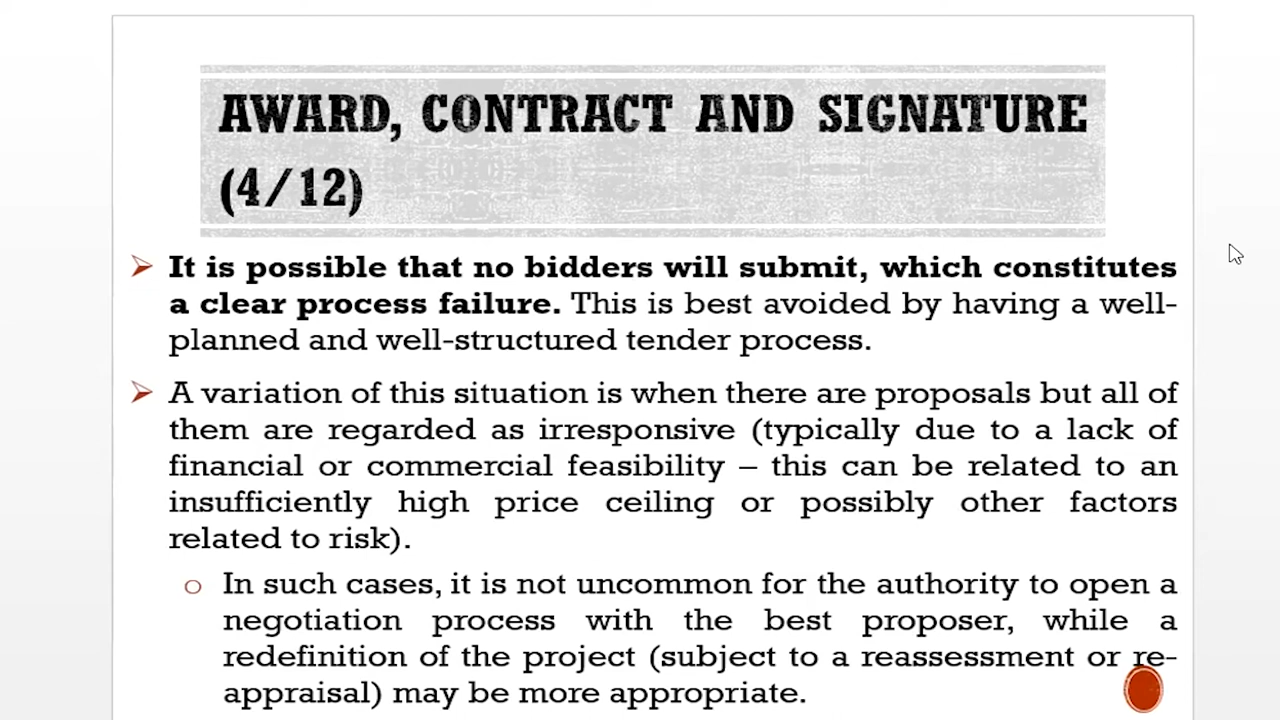 AWARD, CONTRACT AND SIGNATURE
(4/12)
It is possible that no bidders will submit, which constitutes
a clear process failure. This is best avoided by having a well-
planned and well-structured tender process.
A variation of this situation is when there are proposals but all of
them are regarded as irresponsive (typically due to a lack of
financial or commercial feasibility – this can be related to an
insufficiently high price ceiling or possibly other factors
related to risk).
In such cases, it is not uncommon for the authority to open a
negotiation process with the best proposer, while a
redefinition of the project (subject to a reassessment or re-
appraisal) may be more appropriate.